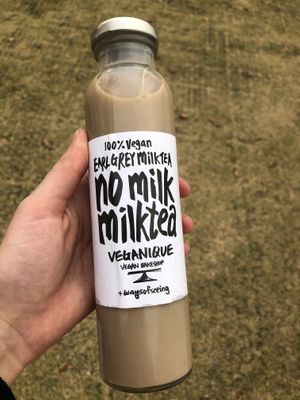 100% Vegan
EARL GREY MILKTEA
no milk
milktea
VEGANIQUE
VEGAN BAKESHOP
+waysofseeing